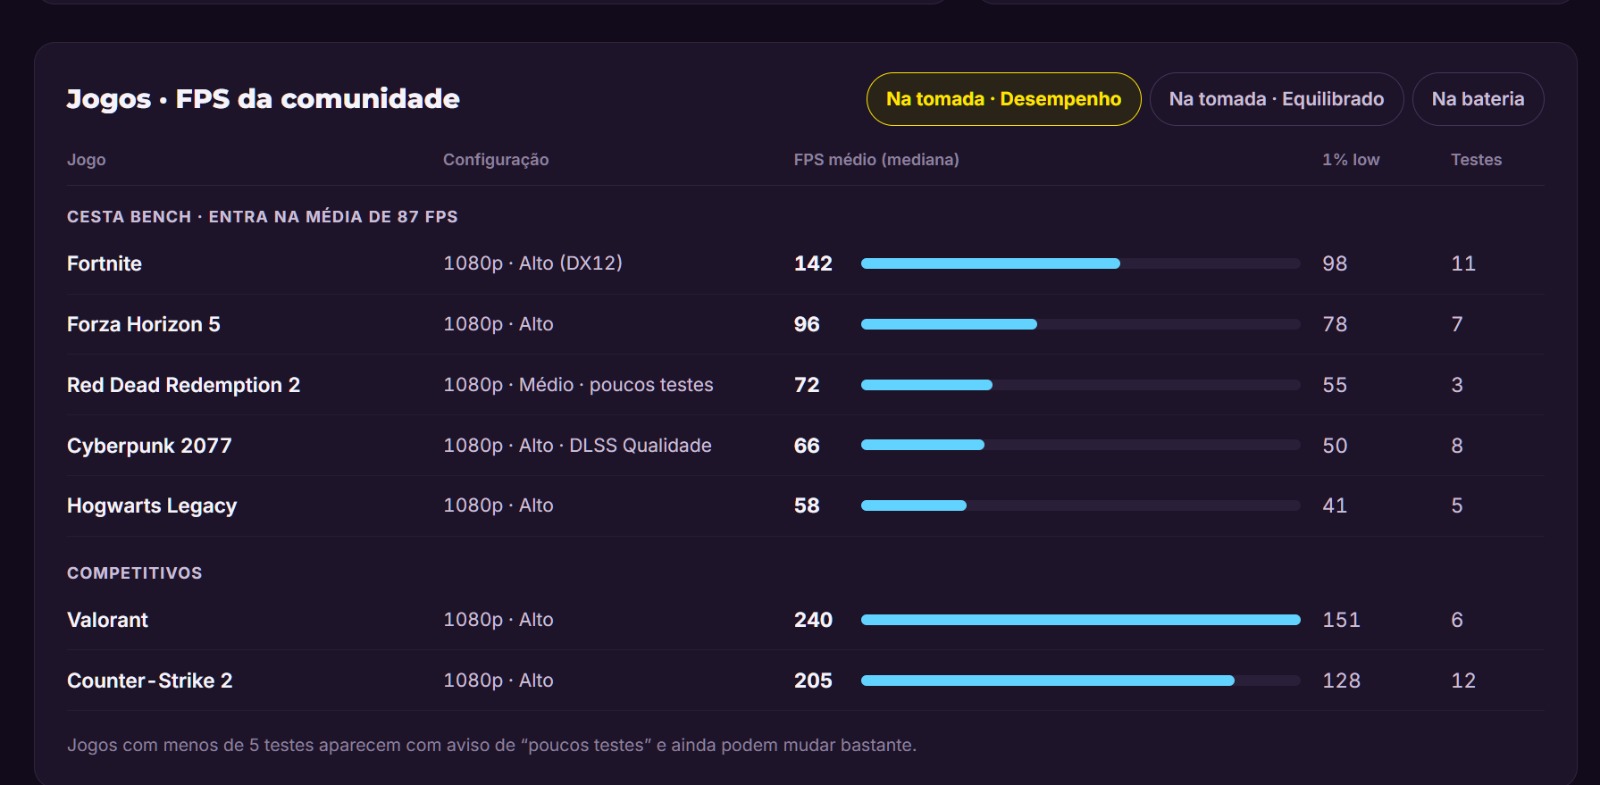 Jogos · FPS da comunidade
Na tomada · Desempenho
Na tomada · Equilibrado
Na bateria
Jogo Configuração FPS médio (mediana) 1% low Testes
CESTA BENCH · ENTRA NA MÉDIA DE 87 FPS
Fortnite 1080p · Alto (DX12) 142 98 11
Forza Horizon 5 1080p · Alto 96 78 7
Red Dead Redemption 2 1080p · Médio · poucos testes 72 55 3
Cyberpunk 2077 1080p · Alto · DLSS Qualidade 66 50 8
Hogwarts Legacy 1080p · Alto 58 41 5
COMPETITIVOS
Valorant 1080p · Alto 240 151 6
Counter-Strike 2 1080p · Alto 205 128 12
Jogos com menos de 5 testes aparecem com aviso de “poucos testes” e ainda podem mudar bastante.